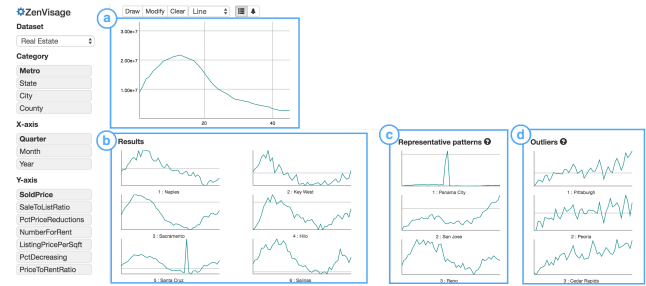 ZenVisage
Dataset
Real Estate
Category
Metro
State
City
County
X-axis
Quarter
Month
Year
Y-axis
SoldPrice
SaleToListRatio
PctPriceReductions
NumberForRent
ListingPricePerSqft
PctDecreasing
PriceToRentRatio
a
Draw Modify Clear Line
3.00e+7
2.00e+7
1.00e+7
20 40
b
Results
1 : Naples
2 : Key West
3 : Sacramento
4 : Hilo
5 : Santa Cruz
6 : Salinas
c
Representative patterns ?
1 : Panama City
2 : San Jose
3 : Reno
d
Outliers ?
1 : Pittsburgh
2 : Peoria
3 : Cedar Rapids